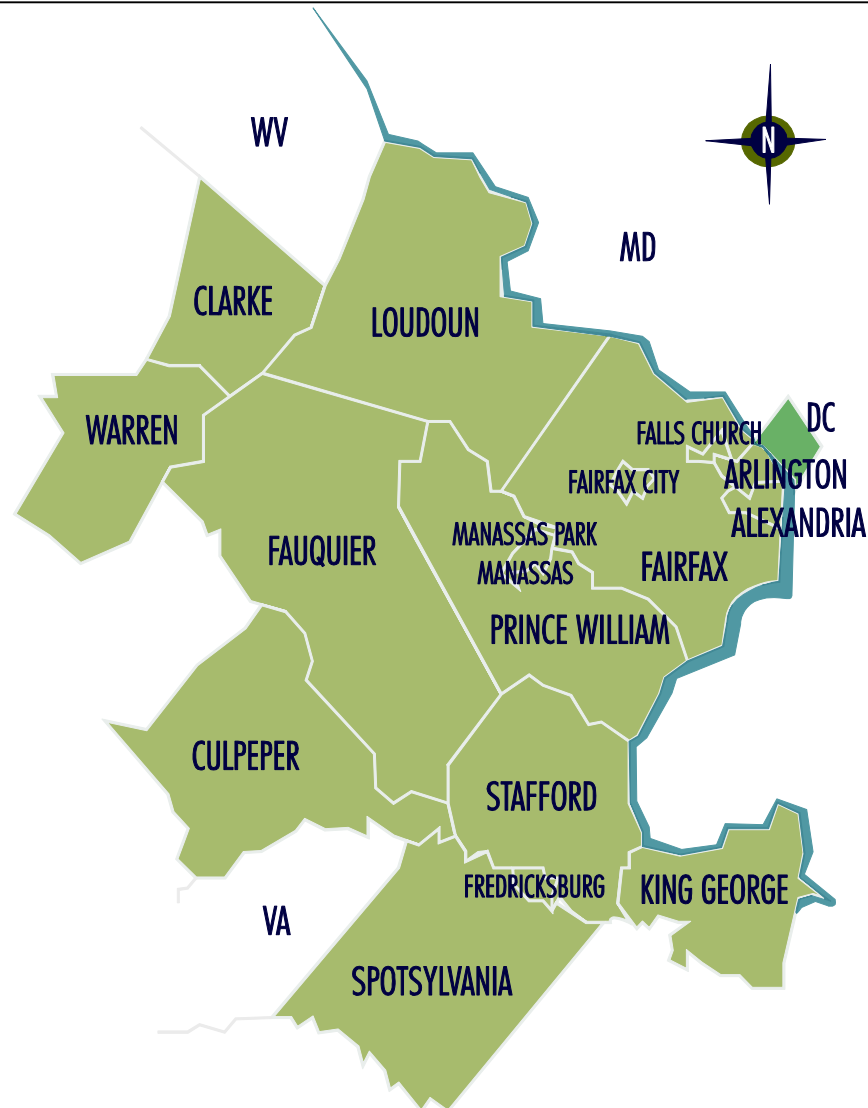 WV
N
MD
CLARKE
LOUDOUN
DC
WARREN
FALLS CHURCH
ARLINGTON
FAIRFAX CITY
ALEXANDRIA
MANASSAS PARK
FAUQUIER
FAIRFAX
MANASSAS
PRINCE WILLIAM
CULPEPER
STAFFORD
FREDRICKSBURG
KING GEORGE
VA
SPOTSYLVANIA